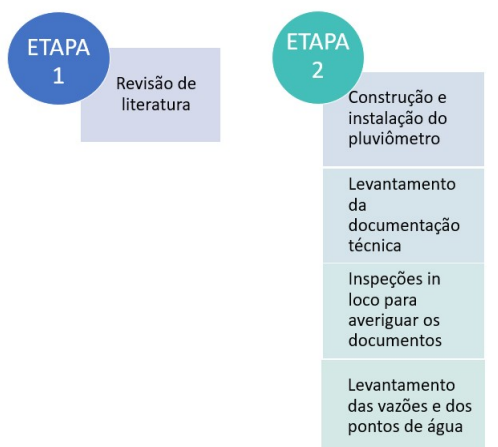 ETAPA
1
Revisão de
literatura
ETAPA
2
Construção e
instalação do
pluviômetro
Levantamento
da
documentação
técnica
Inspeções in
loco para
averiguar os
documentos
Levantamento
das vazões e dos
pontos de água